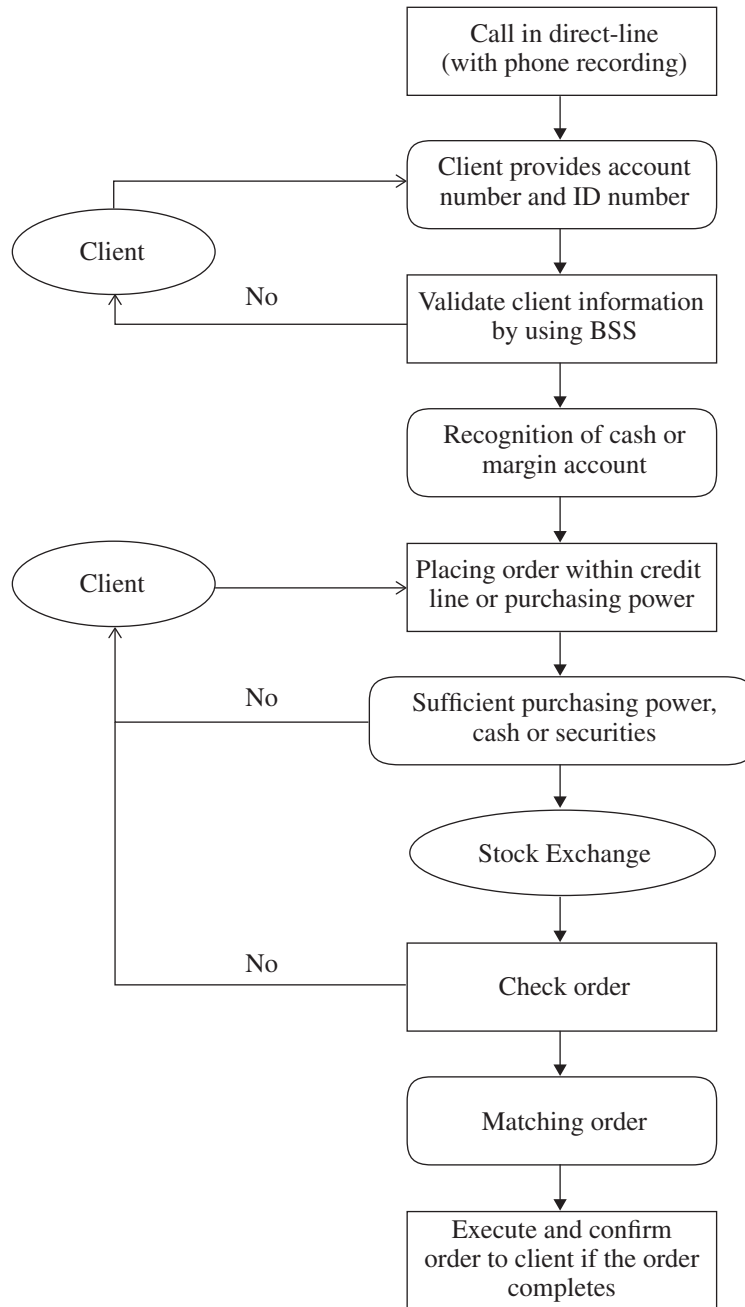 Call in direct-line
(with phone recording)
Client provides account
number and ID number
Client
No
Validate client information
by using BSS
Recognition of cash or
margin account
Client
Placing order within credit
line or purchasing power
No
Sufficient purchasing power,
cash or securities
Stock Exchange
No
Check order
Matching order
Execute and confirm
order to client if the order
completes